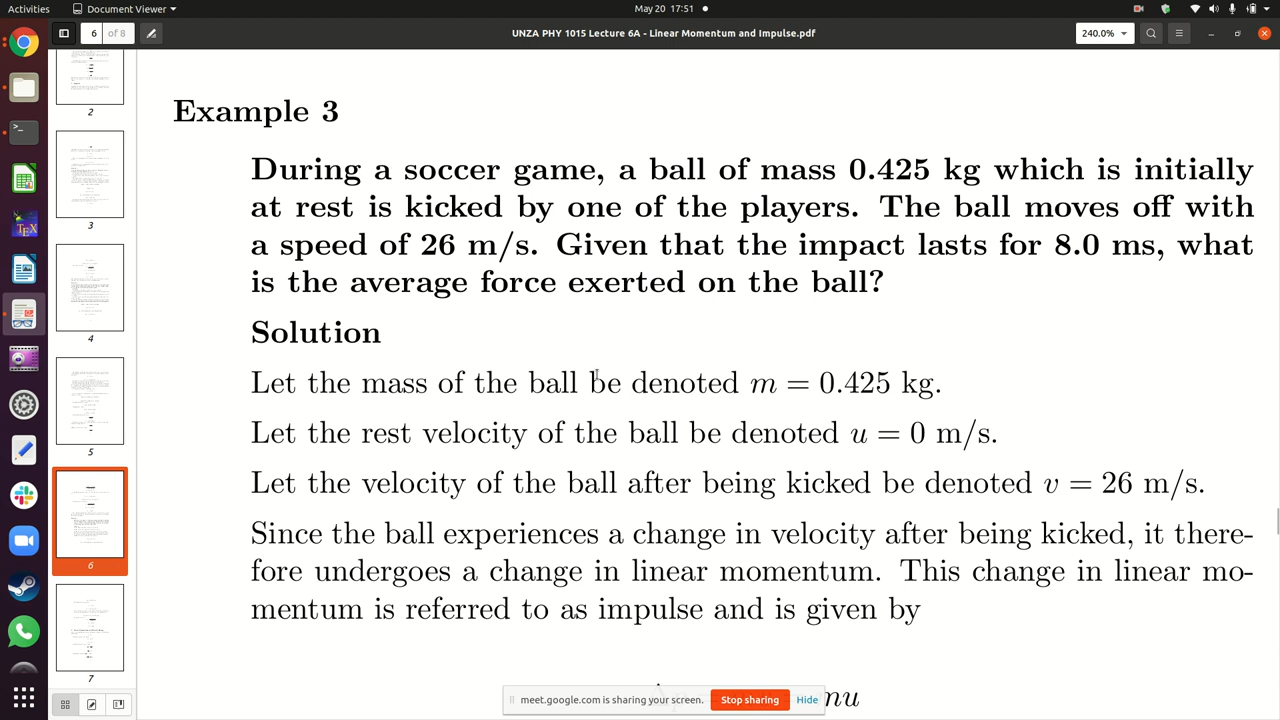 Activities Document Viewer May 20 17:51
6 of 8 UNZA PHY 1015 Lecture 6A - Linear Momentum and Impulse.pdf 240.0%
2
3
4
5
6
7
Example 3
During a soccer game, a ball of mass 0.425 kg which is initially
at rest is kicked by one of the players. The ball moves off with
a speed of 26 m/s. Given that the impact lasts for 8.0 ms, what
is the average force exerted on the ball?
Solution
Let the mass of the ball be denoted m = 0.425 kg.
Let the rest velocity of the ball be denoted u = 0 m/s.
Let the velocity of the ball after being kicked be denoted v = 26 m/s.
Since the ball experiences a change in velocity after being kicked, it there-
fore undergoes a change in linear momentum. This change in linear mo-
mentum is referred to as impulse and is given by
mu
meet.google.com is sharing your screen. Stop sharing Hide